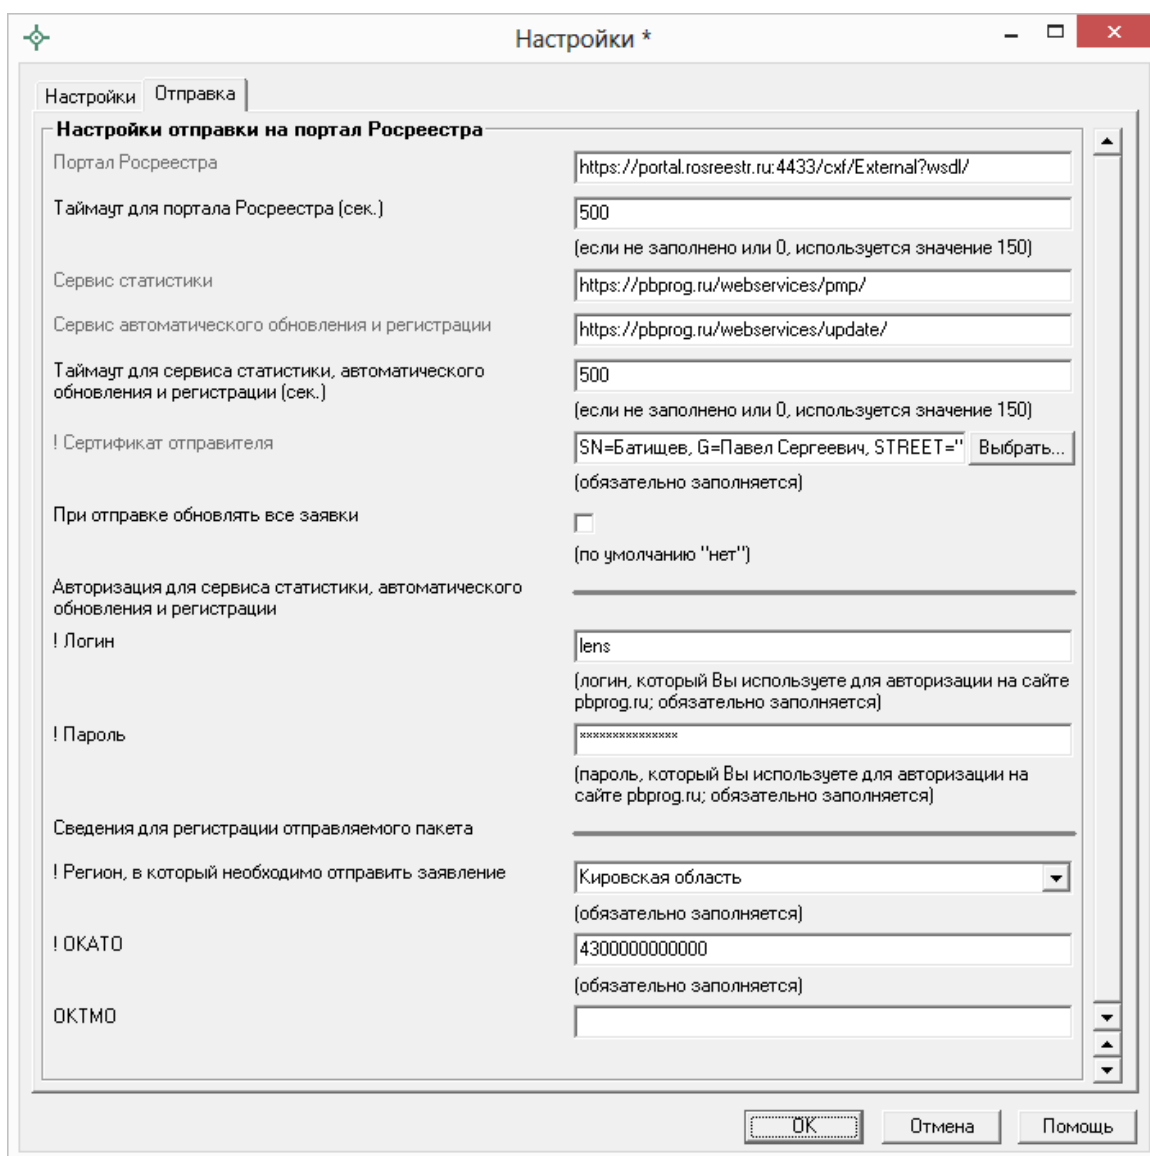 Настройки *
Настройки Отправка
Настройки отправки на портал Росреестра
Портал Росреестра https://portal.rosreestr.ru:4433/cxf/External?wsdl/
Таймаут для портала Росреестра (сек.) 500
(если не заполнено или 0, используется значение 150)
Сервис статистики https://pbprog.ru/webservices/pmp/
Сервис автоматического обновления и регистрации https://pbprog.ru/webservices/update/
Таймаут для сервиса статистики, автоматического 500
обновления и регистрации (сек.)
(если не заполнено или 0, используется значение 150)
! Сертификат отправителя SN=Батищев, G=Павел Сергеевич, STREET=" Выбрать...
(обязательно заполняется)
При отправке обновлять все заявки
(по умолчанию "нет")
Авторизация для сервиса статистики, автоматического
обновления и регистрации
! Логин lens
(логин, который Вы используете для авторизации на сайте
pbprog.ru; обязательно заполняется)
! Пароль ***************
(пароль, который Вы используете для авторизации на
сайте pbprog.ru; обязательно заполняется)
Сведения для регистрации отправляемого пакета
! Регион, в который необходимо отправить заявление Кировская область
(обязательно заполняется)
! ОКАТО 4300000000000
(обязательно заполняется)
ОКТМО
OK Отмена Помощь